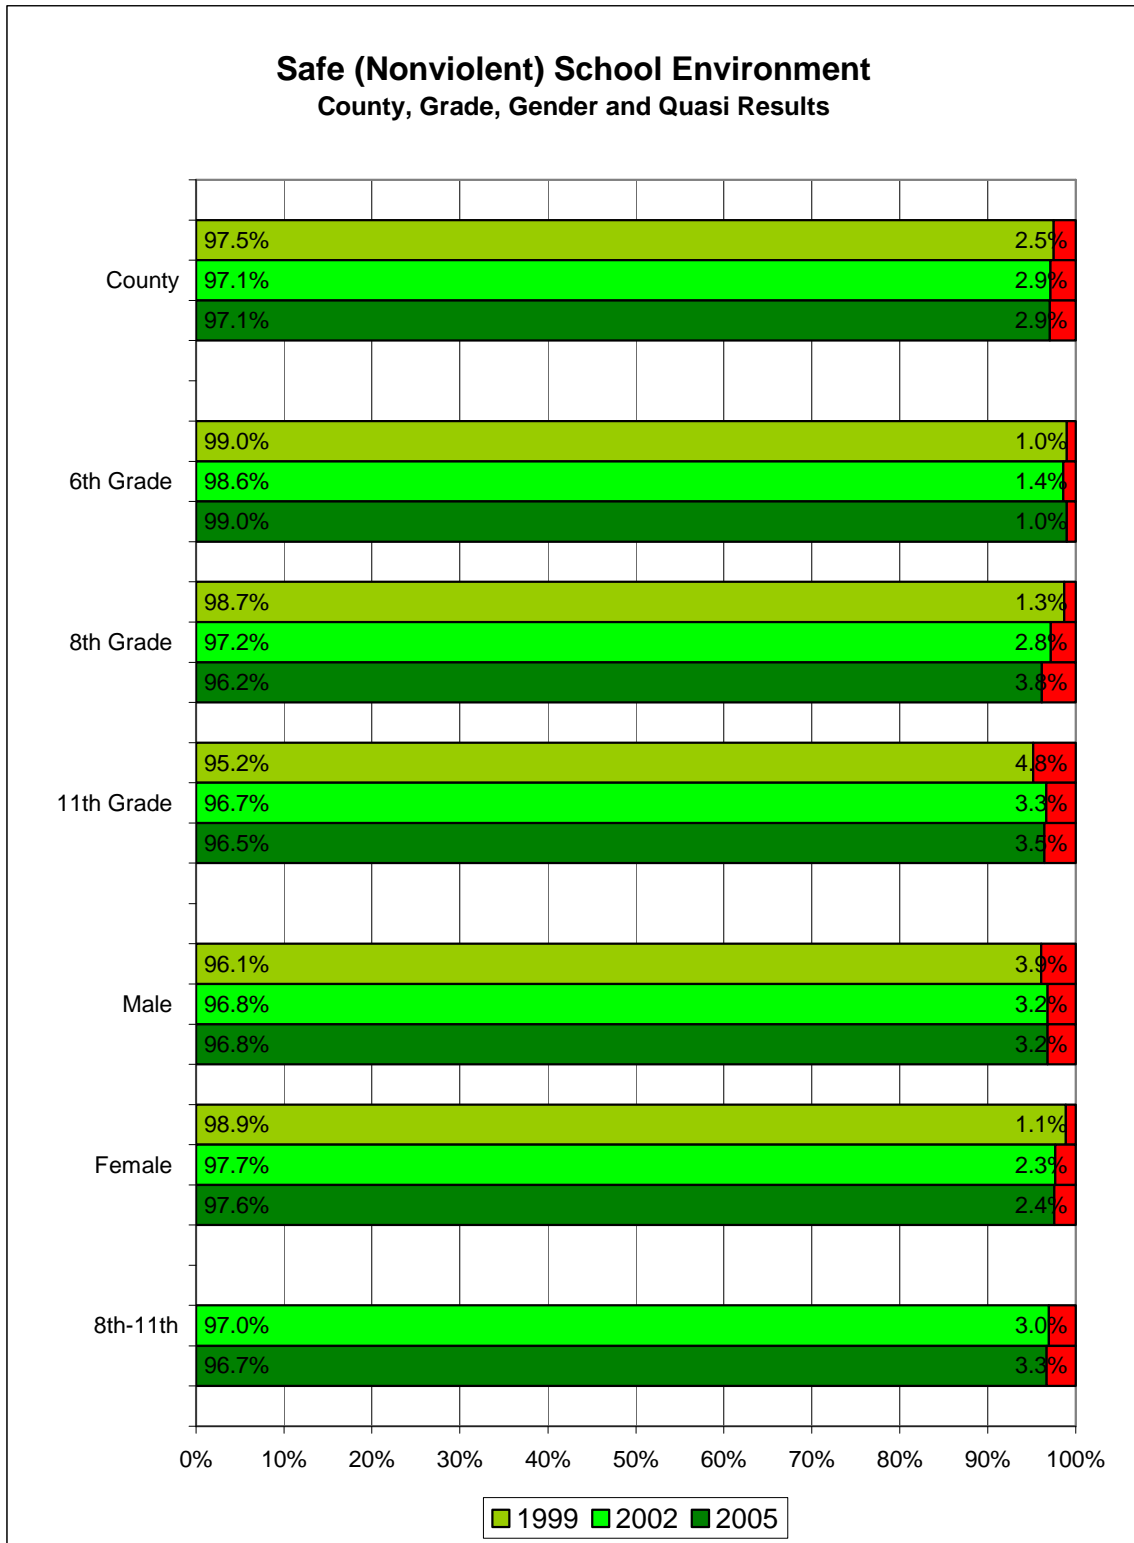 Safe (Nonviolent) School Environment
County, Grade, Gender and Quasi Results
97.5% 2.5%
County 97.1% 2.9%
97.1% 2.9%
99.0% 1.0%
6th Grade 98.6% 1.4%
99.0% 1.0%
98.7% 1.3%
8th Grade 97.2% 2.8%
96.2% 3.8%
95.2% 4.8%
11th Grade 96.7% 3.3%
96.5% 3.5%
96.1% 3.9%
Male 96.8% 3.2%
96.8% 3.2%
98.9% 1.1%
Female 97.7% 2.3%
97.6% 2.4%
8th-11th 97.0% 3.0%
96.7% 3.3%
0% 10% 20% 30% 40% 50% 60% 70% 80% 90% 100%
1999 2002 2005